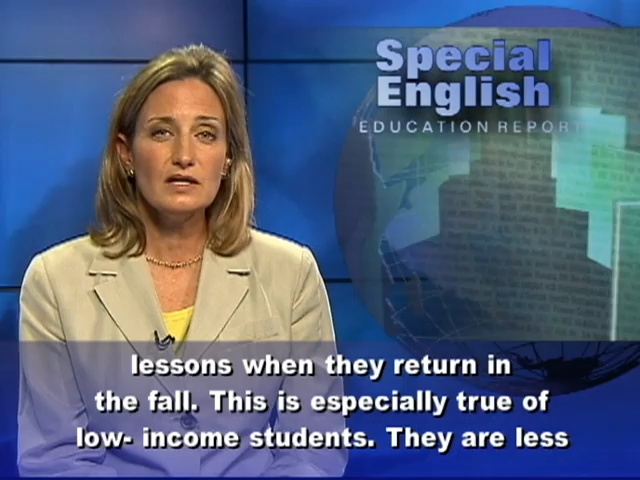 Special
English
EDUCATION REPORT
lessons when they return in
the fall. This is especially true of
low- income students. They are less